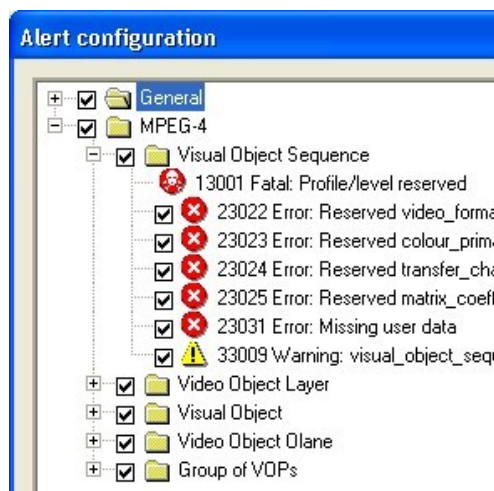 Alert configuration
General
MPEG-4
Visual Object Sequence
13001 Fatal: Profile/level reserved
23022 Error: Reserved video_forma
23023 Error: Reserved colour_prima
23024 Error: Reserved transfer_cha
23025 Error: Reserved matrix_coeff
23031 Error: Missing user data
33009 Warning: visual_object_sequ
Video Object Layer
Visual Object
Video Object Olane
Group of VOPs